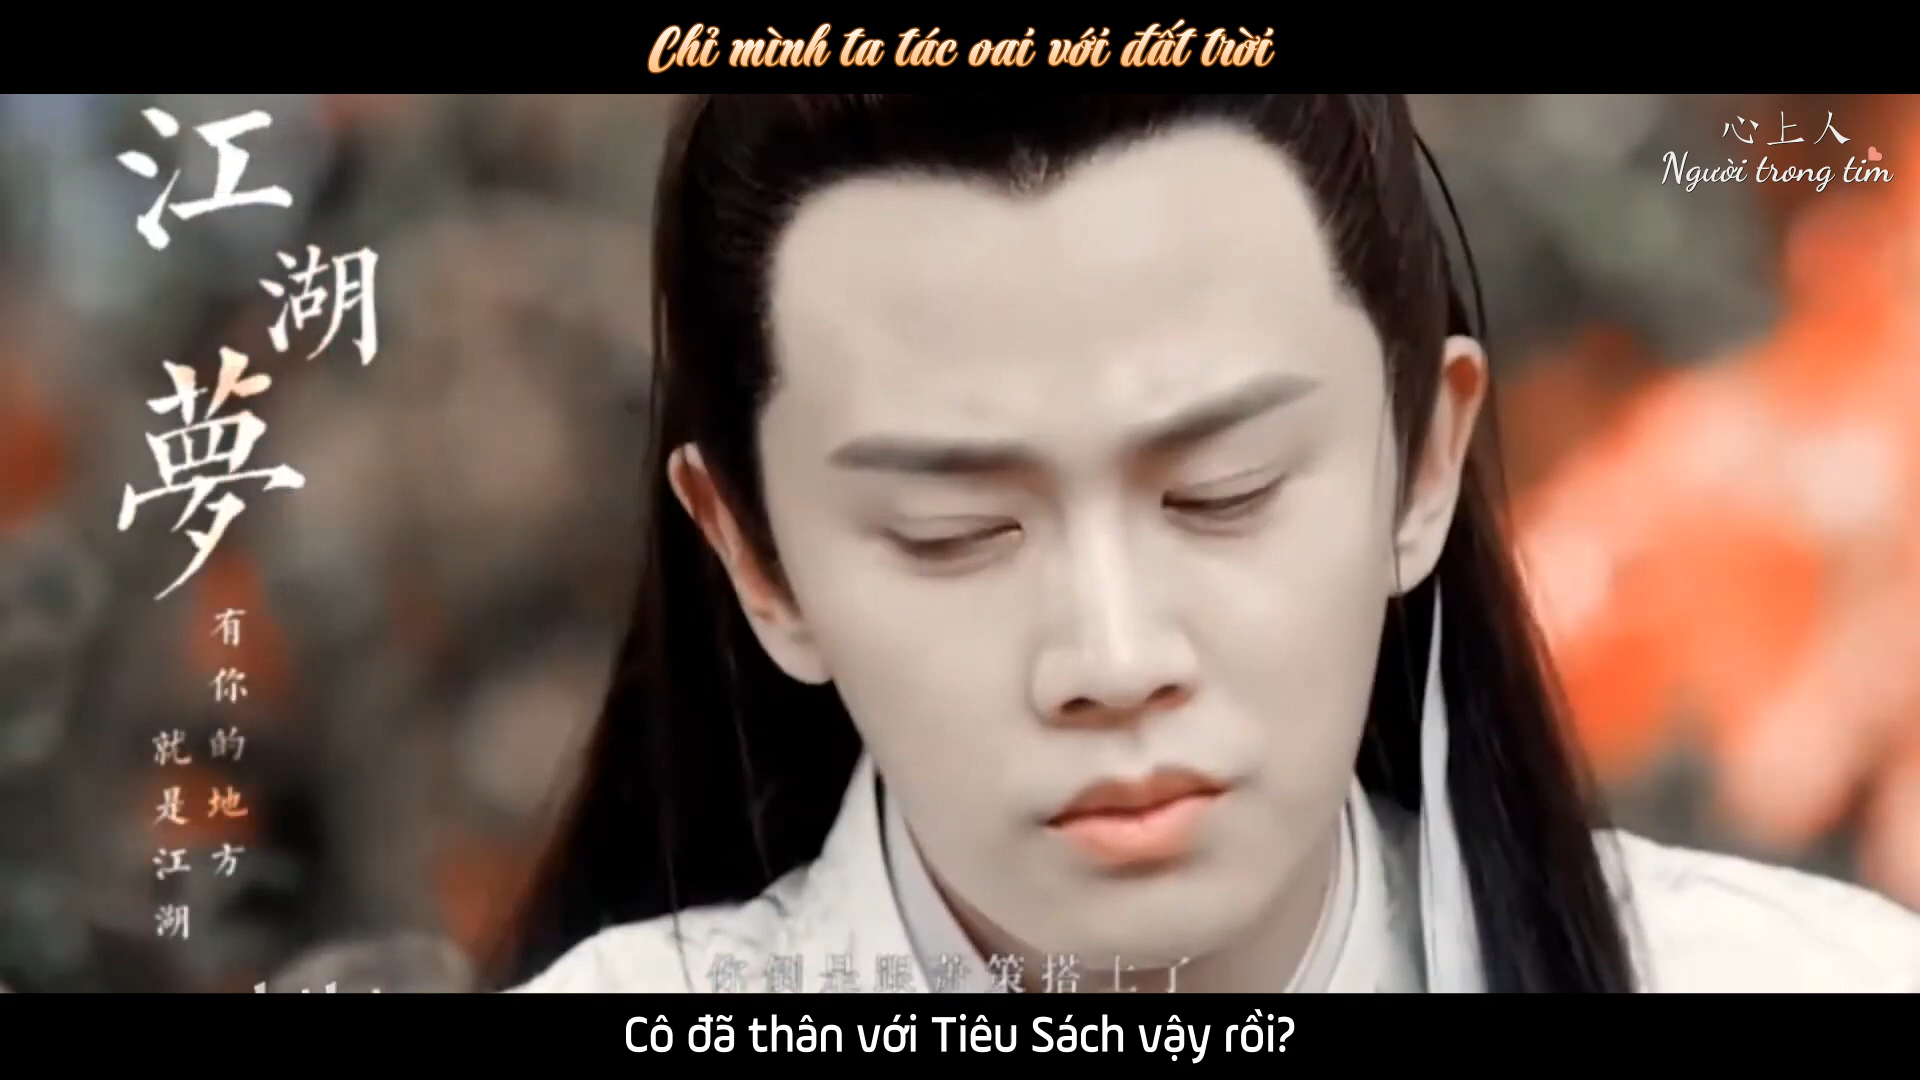 Chỉ mình ta tác oai với đất trời
心上人
Người trong tim
江湖夢
有你的地方
就是江湖
你倒是跟萧策搭上了
Cô đã thân với Tiêu Sách vậy rồi?